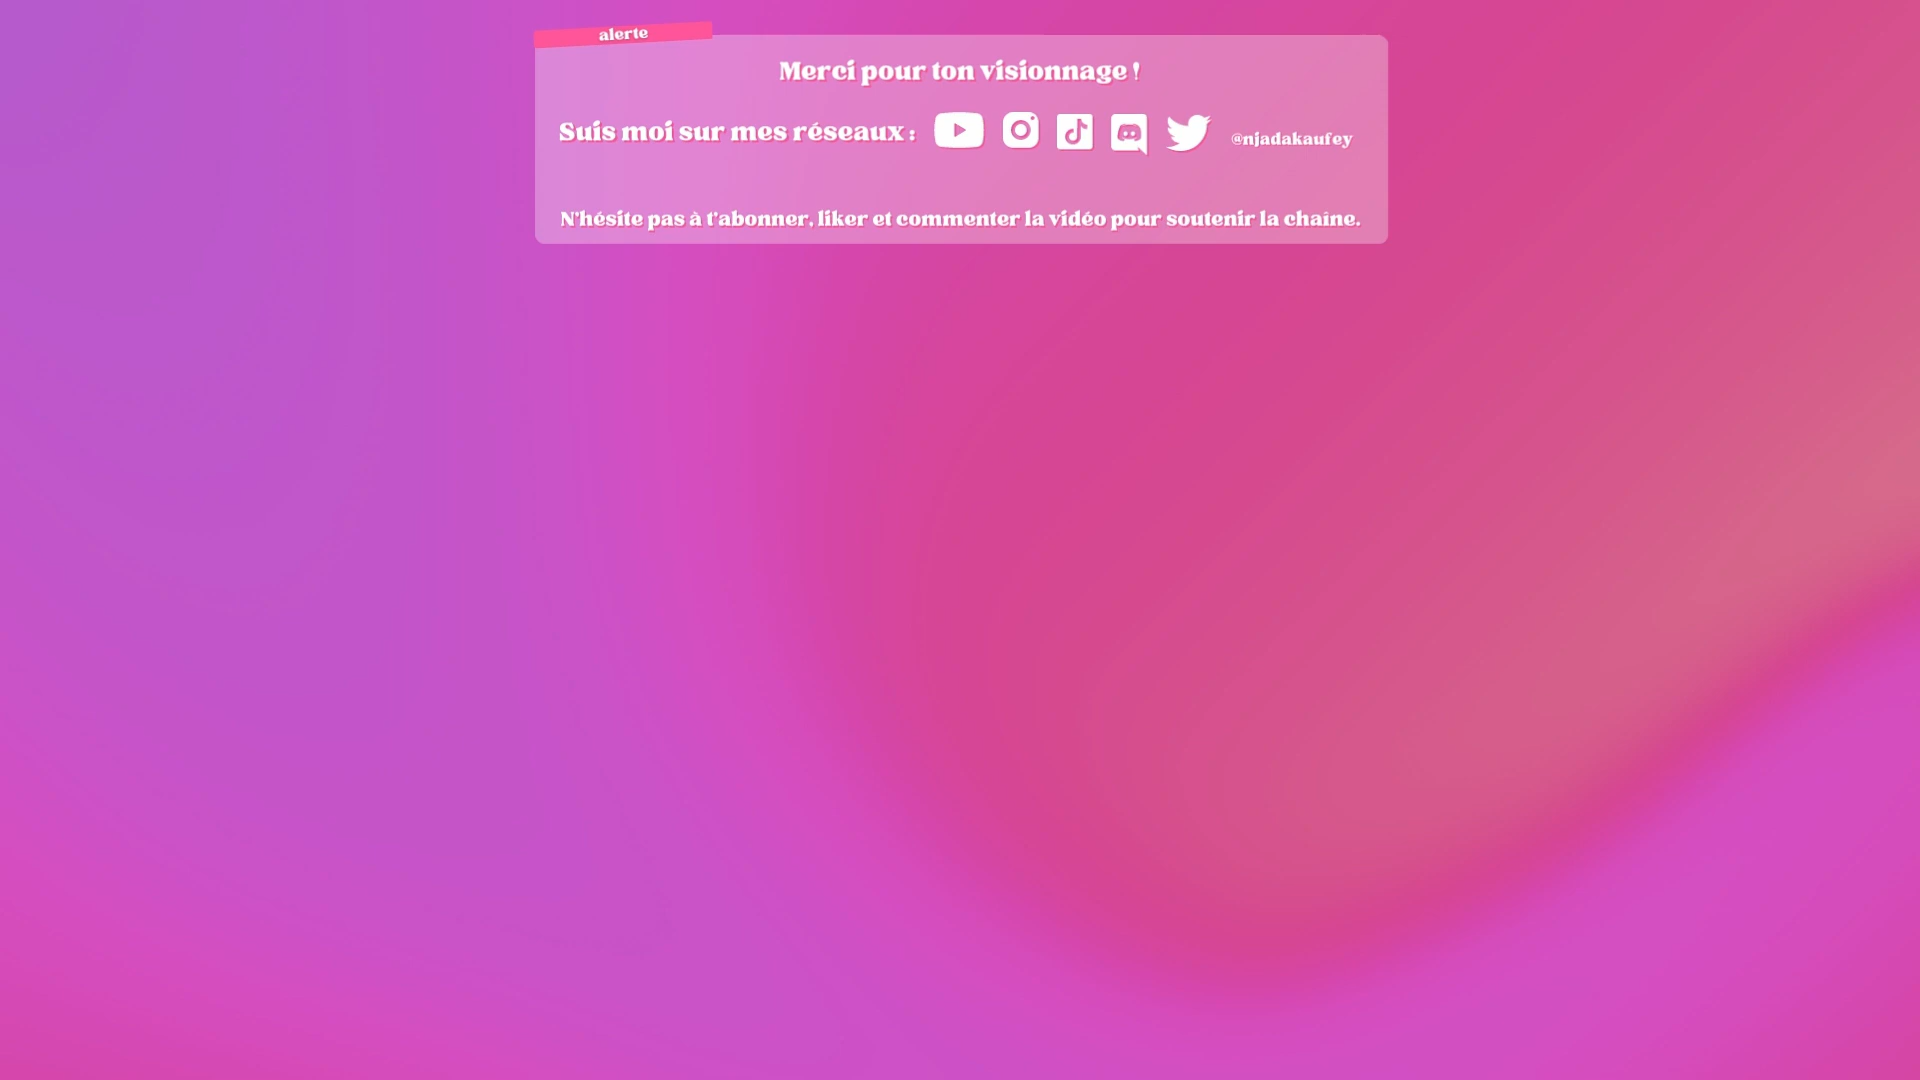 alerte
Merci pour ton visionnage !
Suis moi sur mes réseaux : @njadakaufey
N'hésite pas à t'abonner, liker et commenter la vidéo pour soutenir la chaîne.